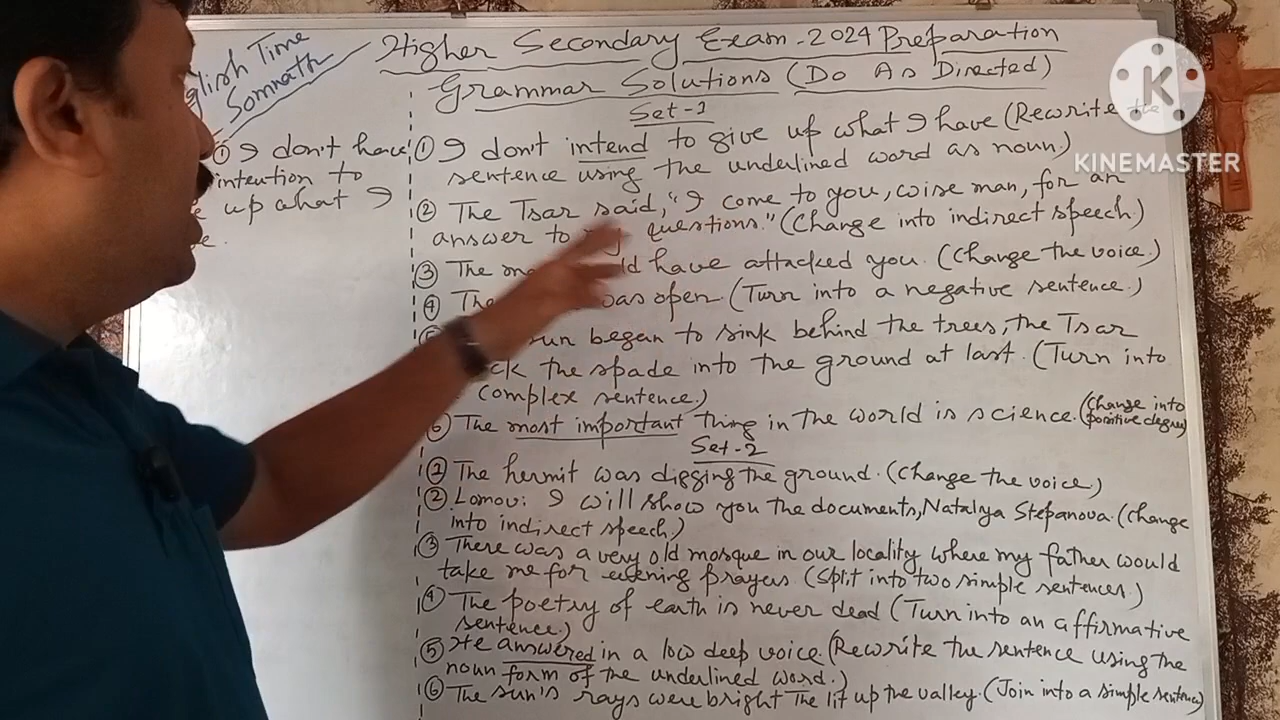 glish Time
Somnath
Higher Secondary Exam-2024 Preparation
Grammar Solutions (Do As Directed)
Set-1
① I don't have
intention to
up what I
① I don't intend to give up what I have (Rewrite the
sentence using the underlined word as noun.)
② The Tsar said, "I come to you, wise man, for an
answer to questions." (Change into indirect speech)
③ The have attacked you. (Change the voice.)
④ The was open. (Turn into a negative sentence.)
sun began to sink behind the trees, the Tsar
the spade into the ground at last. (Turn into
complex sentence.)
⑥ The most important thing in the world is science. (Change into
positive degree)
Set-2
① The hermit was digging the ground. (Change the voice)
② Lomov: I will show you the documents, Natalya Stepanova. (Change
into indirect speech)
③ There was a very old mosque in our locality where my father would
take me for evening prayers (Split into two simple sentences.)
④ The poetry of earth is never dead (Turn into an affirmative
sentence)
⑤ He answered in a low deep voice. (Rewrite the sentence using the
noun form of the underlined word.)
⑥ The sun's rays were bright. The lit up the valley. (Join into a simple sentence)
K
KINEMASTER